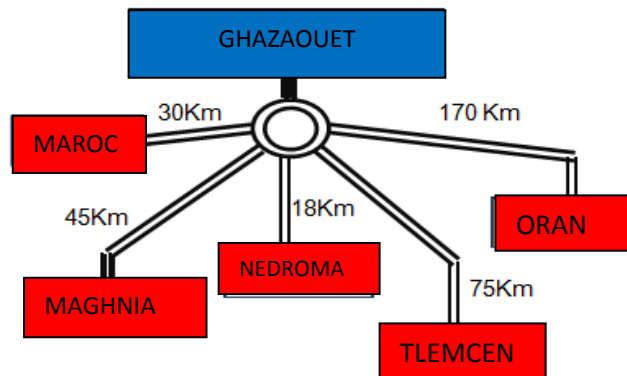 GHAZAOUET
30Km
170 Km
MAROC
45Km
18Km
ORAN
MAGHNIA
NEDROMA
75Km
TLEMCEN